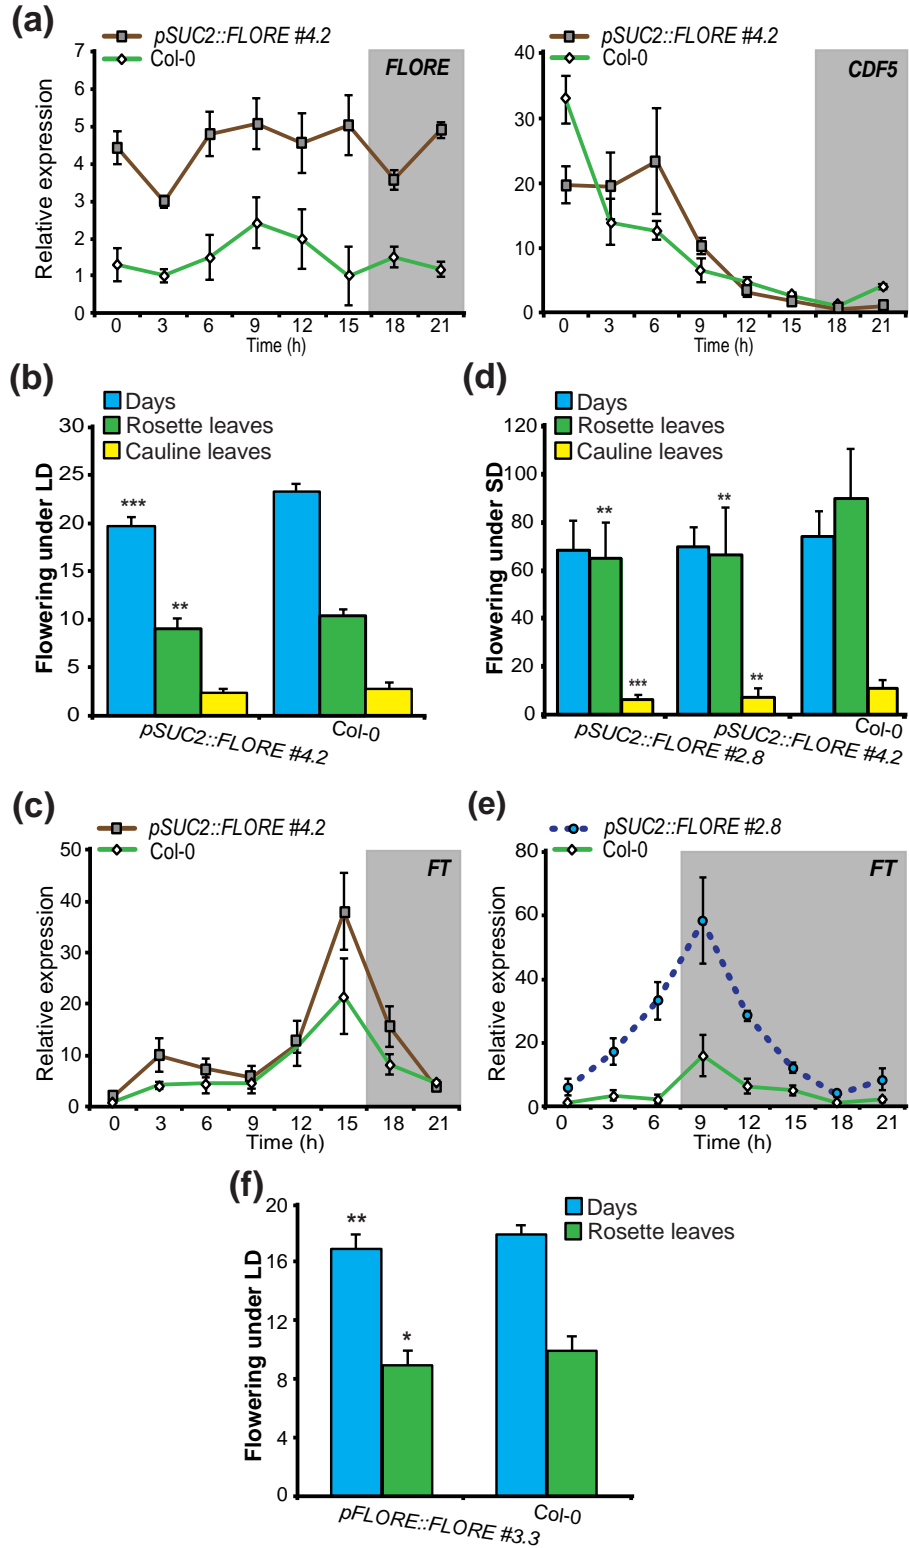 (a)
pSUC2::FLORE #4.2
Col-0
FLORE
Relative expression
7
6
5
4
3
2
1
0
0 3 6 9 12 15 18 21
Time (h)
pSUC2::FLORE #4.2
Col-0
CDF5
40
30
20
10
0
0 3 6 9 12 15 18 21
Time (h)
(b)
Days
Rosette leaves
Cauline leaves
Flowering under LD
30
25
20
15
10
5
0
***
**
pSUC2::FLORE #4.2
Col-0
(d)
Days
Rosette leaves
Cauline leaves
Flowering under SD
120
100
80
60
40
20
0
**
***
**
**
pSUC2::FLORE #2.8
pSUC2::FLORE #4.2
Col-0
(c)
pSUC2::FLORE #4.2
Col-0
FT
Relative expression
50
40
30
20
10
0
0 3 6 9 12 15 18 21
Time (h)
(e)
pSUC2::FLORE #2.8
Col-0
FT
Relative expression
80
60
40
20
0
0 3 6 9 12 15 18 21
Time (h)
(f)
Days
Rosette leaves
Flowering under LD
20
16
12
8
4
0
**
*
pFLORE::FLORE #3.3
Col-0